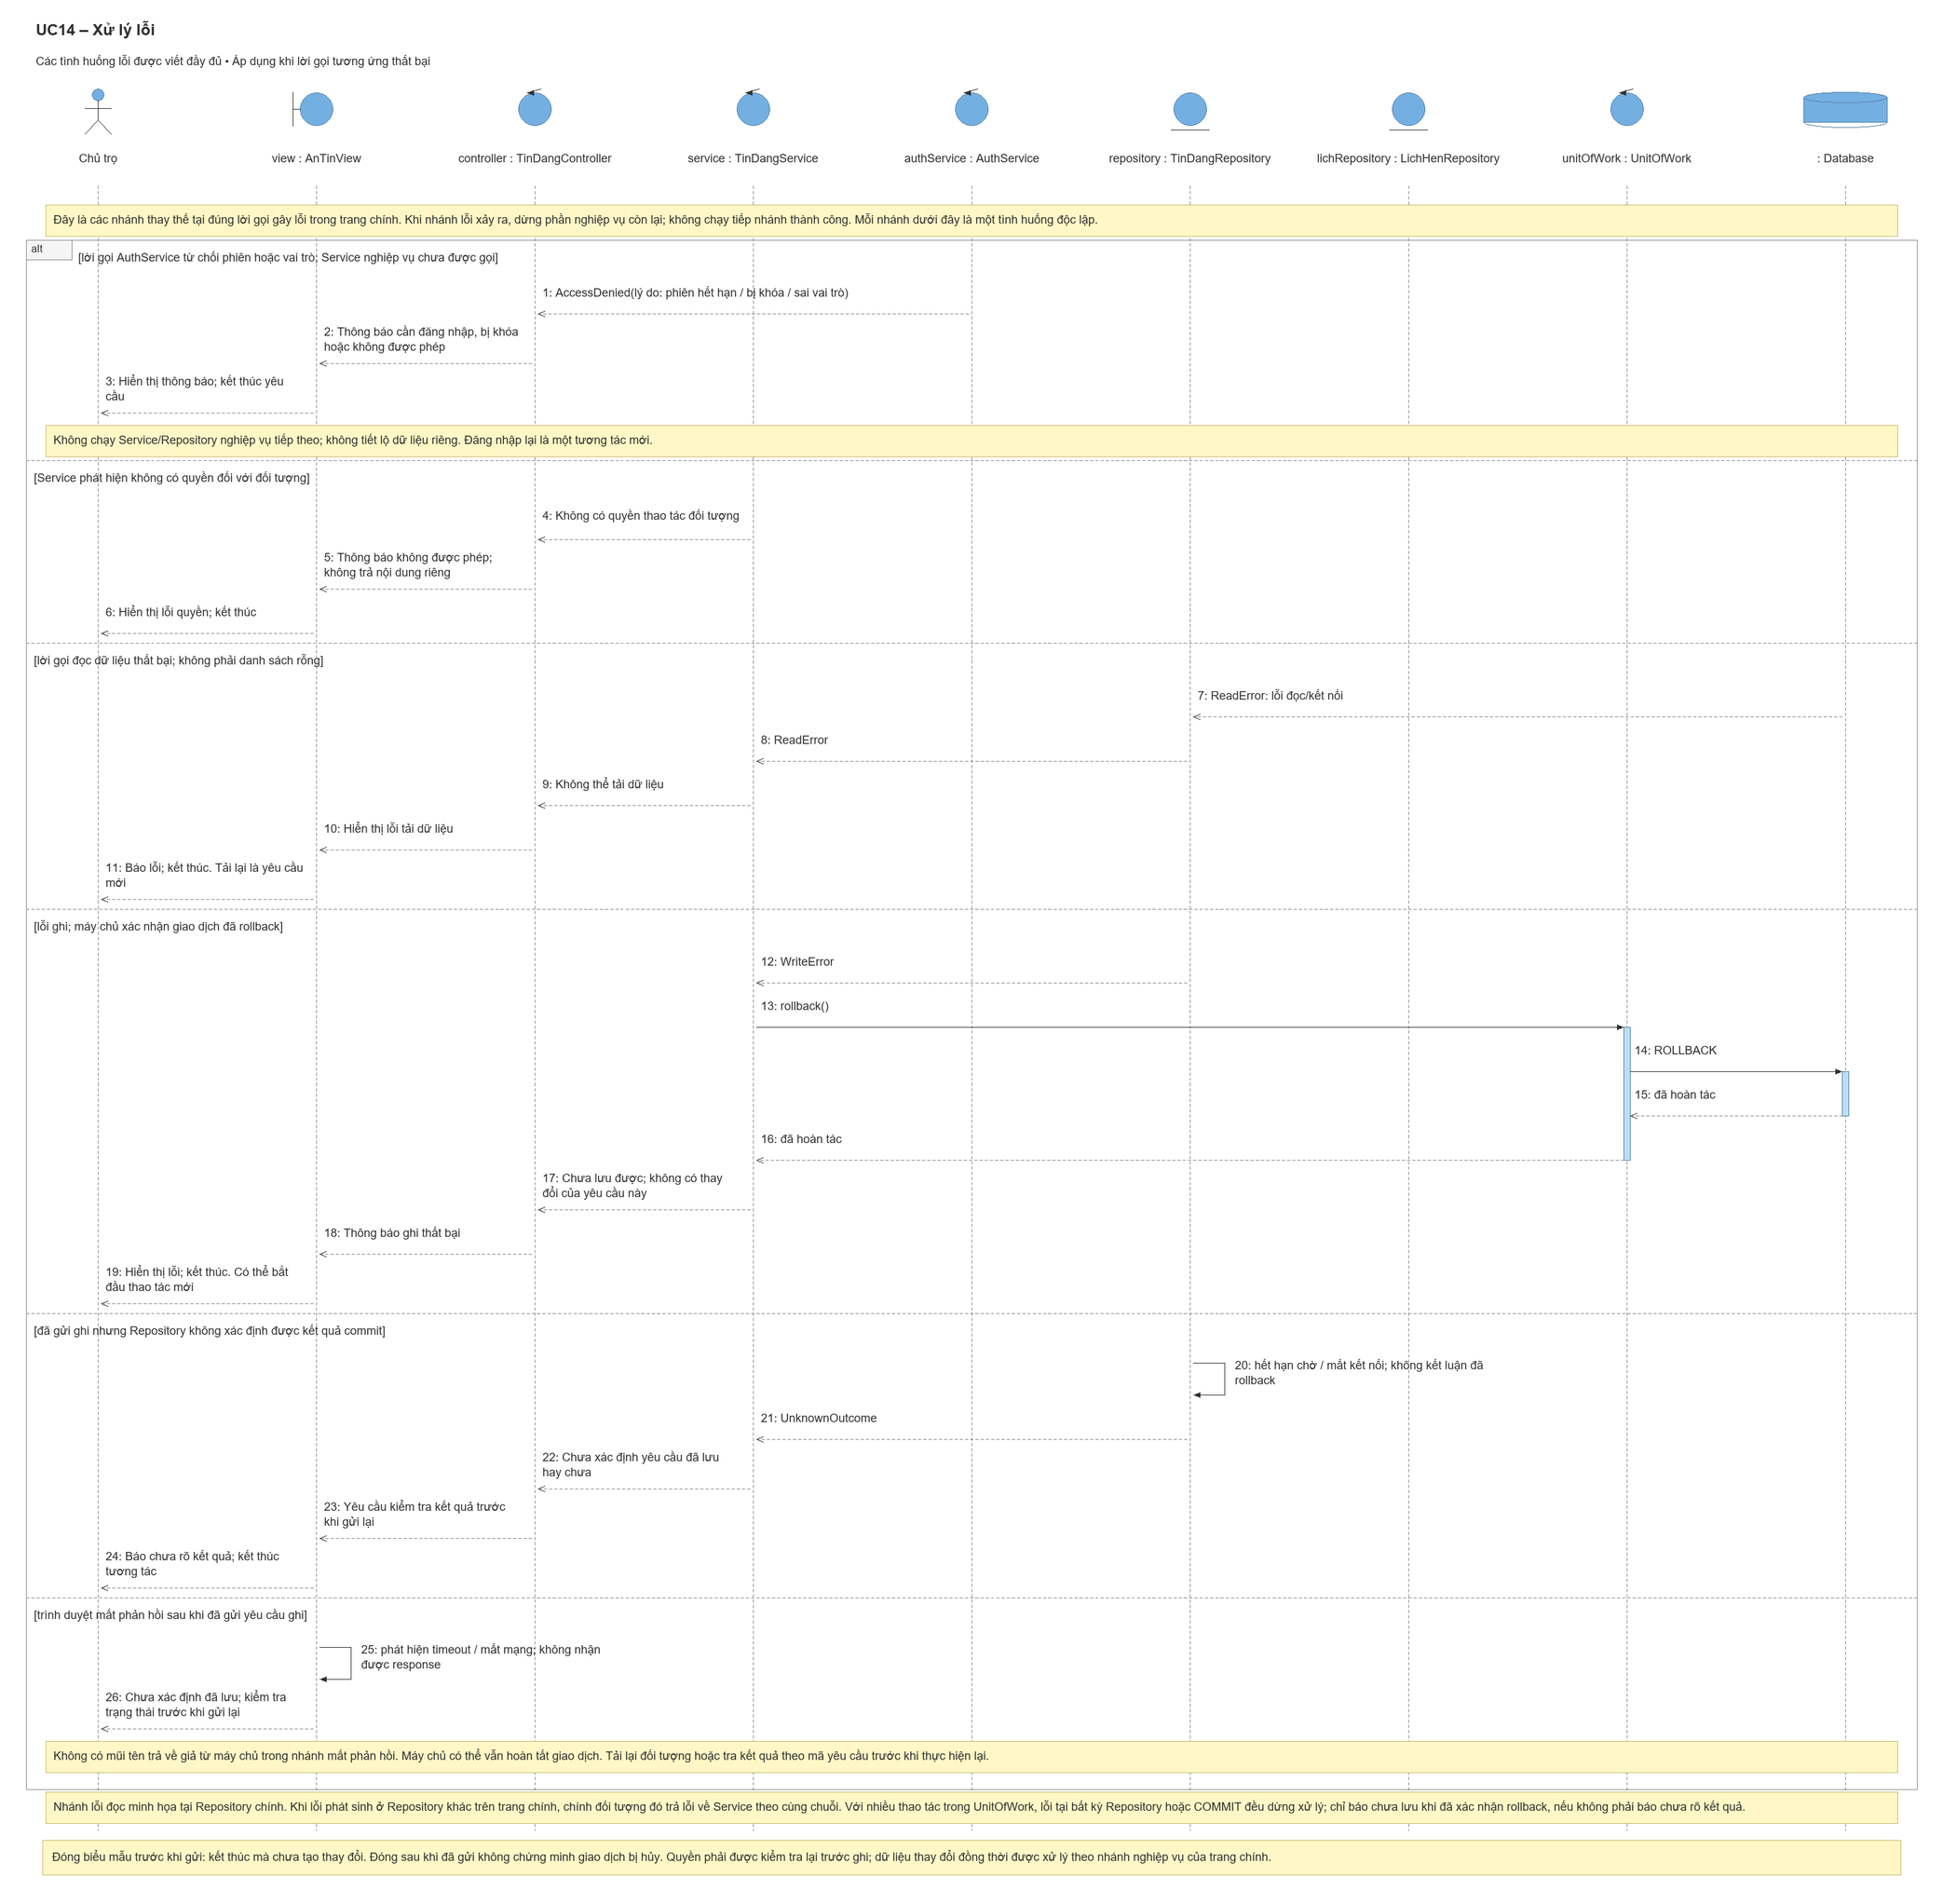 UC14 – Xử lý lỗi
Các tình huống lỗi được viết đầy đủ • Áp dụng khi lời gọi tương ứng thất bại
Chủ trọ
view : AnTinView
controller : TinDangController
service : TinDangService
authService : AuthService
repository : TinDangRepository
lichRepository : LichHenRepository
unitOfWork : UnitOfWork
: Database
Đây là các nhánh thay thế tại đúng lời gọi gây lỗi trong trang chính. Khi nhánh lỗi xảy ra, dừng phần nghiệp vụ còn lại; không chạy tiếp nhánh thành công. Mỗi nhánh dưới đây là một tình huống độc lập.
alt
[lời gọi AuthService từ chối phiên hoặc vai trò; Service nghiệp vụ chưa được gọi]
1: AccessDenied(lý do: phiên hết hạn / bị khóa / sai vai trò)
2: Thông báo cần đăng nhập, bị khóa
hoặc không được phép
3: Hiển thị thông báo; kết thúc yêu
cầu
Không chạy Service/Repository nghiệp vụ tiếp theo; không tiết lộ dữ liệu riêng. Đăng nhập lại là một tương tác mới.
[Service phát hiện không có quyền đối với đối tượng]
4: Không có quyền thao tác đối tượng
5: Thông báo không được phép;
không trả nội dung riêng
6: Hiển thị lỗi quyền; kết thúc
[lời gọi đọc dữ liệu thất bại; không phải danh sách rỗng]
7: ReadError: lỗi đọc/kết nối
8: ReadError
9: Không thể tải dữ liệu
10: Hiển thị lỗi tải dữ liệu
11: Báo lỗi; kết thúc. Tải lại là yêu cầu
mới
[lỗi ghi; máy chủ xác nhận giao dịch đã rollback]
12: WriteError
13: rollback()
14: ROLLBACK
15: đã hoàn tác
16: đã hoàn tác
17: Chưa lưu được; không có thay
đổi của yêu cầu này
18: Thông báo ghi thất bại
19: Hiển thị lỗi; kết thúc. Có thể bắt
đầu thao tác mới
[đã gửi ghi nhưng Repository không xác định được kết quả commit]
20: hết hạn chờ / mất kết nối; không kết luận đã
rollback
21: UnknownOutcome
22: Chưa xác định yêu cầu đã lưu
hay chưa
23: Yêu cầu kiểm tra kết quả trước
khi gửi lại
24: Báo chưa rõ kết quả; kết thúc
tương tác
[trình duyệt mất phản hồi sau khi đã gửi yêu cầu ghi]
25: phát hiện timeout / mất mạng; không nhận
được response
26: Chưa xác định đã lưu; kiểm tra
trạng thái trước khi gửi lại
Không có mũi tên trả về giả từ máy chủ trong nhánh mất phản hồi. Máy chủ có thể vẫn hoàn tất giao dịch. Tải lại đối tượng hoặc tra kết quả theo mã yêu cầu trước khi thực hiện lại.
Nhánh lỗi đọc minh họa tại Repository chính. Khi lỗi phát sinh ở Repository khác trên trang chính, chính đối tượng đó trả lỗi về Service theo cùng chuỗi. Với nhiều thao tác trong UnitOfWork, lỗi tại bất kỳ Repository hoặc COMMIT đều dừng xử lý; chỉ báo chưa lưu khi đã xác nhận rollback, nếu không phải báo chưa rõ kết quả.
Đóng biểu mẫu trước khi gửi: kết thúc mà chưa tạo thay đổi. Đóng sau khi đã gửi không chứng minh giao dịch bị hủy. Quyền phải được kiểm tra lại trước ghi; dữ liệu thay đổi đồng thời được xử lý theo nhánh nghiệp vụ của trang chính.